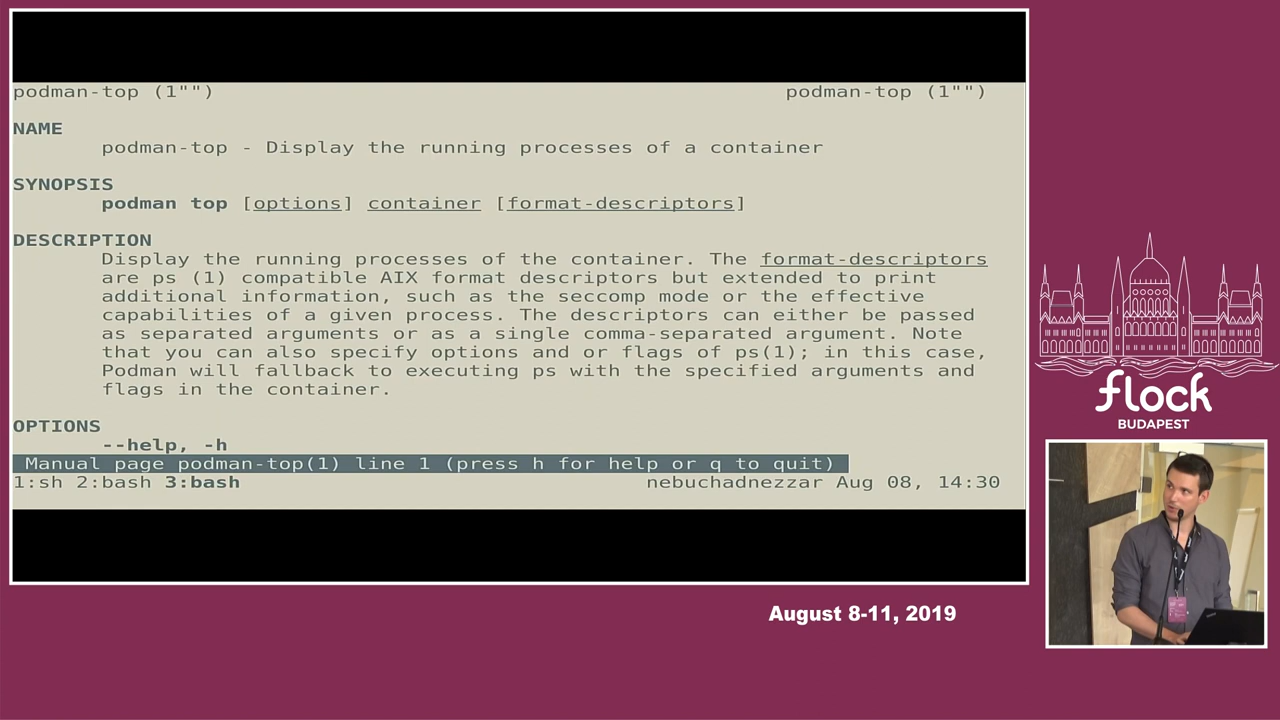 podman-top (1"") podman-top (1"")
NAME
podman-top - Display the running processes of a container
SYNOPSIS
podman top [options] container [format-descriptors]
DESCRIPTION
Display the running processes of the container. The format-descriptors
are ps (1) compatible AIX format descriptors but extended to print
additional information, such as the seccomp mode or the effective
capabilities of a given process. The descriptors can either be passed
as separated arguments or as a single comma-separated argument. Note
that you can also specify options and or flags of ps(1); in this case,
Podman will fallback to executing ps with the specified arguments and
flags in the container.
OPTIONS
--help, -h
Manual page podman-top(1) line 1 (press h for help or q to quit)
1:sh 2:bash 3:bash nebuchadnezzar Aug 08, 14:30
flock
BUDAPEST
August 8-11, 2019